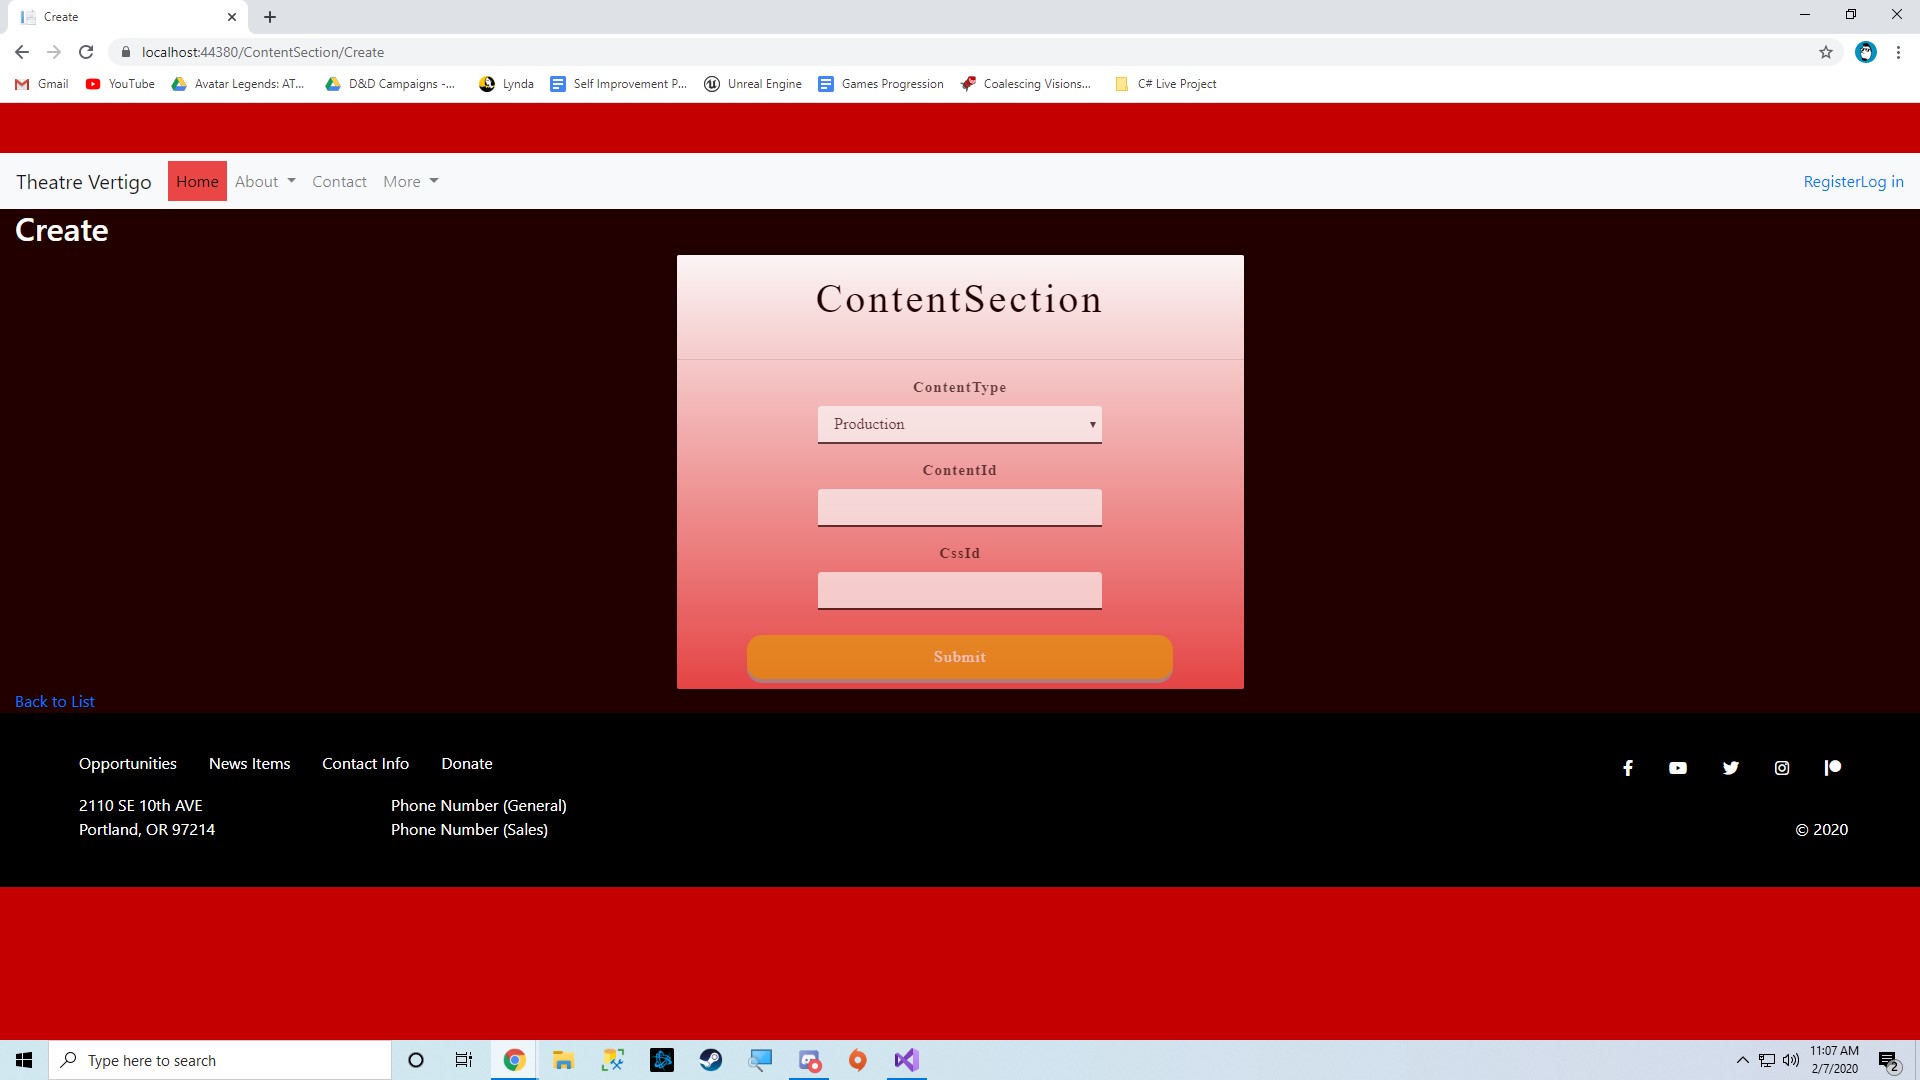 Create
localhost:44380/ContentSection/Create
Gmail YouTube Avatar Legends: AT... D&D Campaigns -... Lynda Self Improvement P... Unreal Engine Games Progression Coalescing Visions... C# Live Project
Theatre Vertigo Home About Contact More RegisterLog in
Create
ContentSection
ContentType
Production
ContentId
CssId
Submit
Back to List
Opportunities News Items Contact Info Donate
2110 SE 10th AVE Phone Number (General)
Portland, OR 97214 Phone Number (Sales) © 2020
Type here to search
11:07 AM
2/7/2020
2